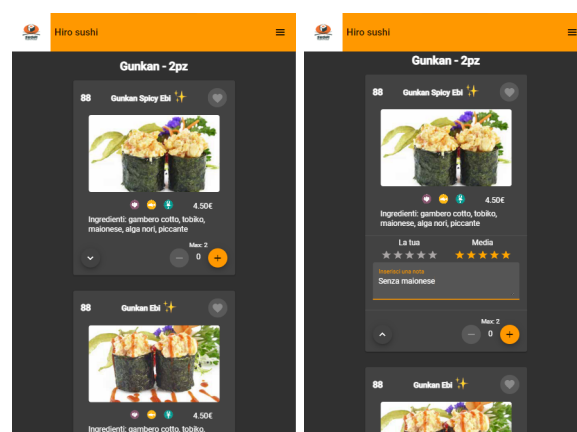 Hiro sushi
Gunkan - 2pz
88 Gunkan Spicy Ebi
4.50€
Ingredienti: gambero cotto, tobiko,
maionese, alga nori, piccante
Max: 2
0
88 Gunkan Ebi
4.50€
Ingredienti: gambero cotto, tobiko,
Hiro sushi
Gunkan - 2pz
88 Gunkan Spicy Ebi
4.50€
Ingredienti: gambero cotto, tobiko,
maionese, alga nori, piccante
La tua Media
Inserisci una nota
Senza maionese
Max: 2
0
88 Gunkan Ebi